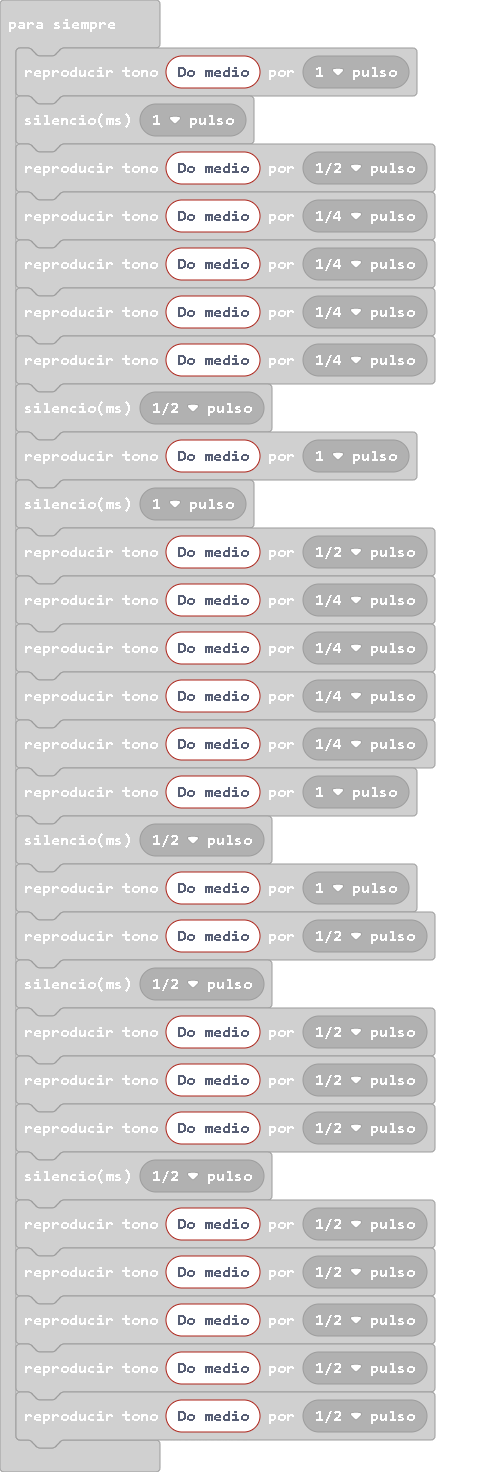 para siempre
reproducir tono Do medio por 1 pulso
silencio(ms) 1 pulso
reproducir tono Do medio por 1/2 pulso
reproducir tono Do medio por 1/4 pulso
reproducir tono Do medio por 1/4 pulso
reproducir tono Do medio por 1/4 pulso
reproducir tono Do medio por 1/4 pulso
silencio(ms) 1/2 pulso
reproducir tono Do medio por 1 pulso
silencio(ms) 1 pulso
reproducir tono Do medio por 1/2 pulso
reproducir tono Do medio por 1/4 pulso
reproducir tono Do medio por 1/4 pulso
reproducir tono Do medio por 1/4 pulso
reproducir tono Do medio por 1/4 pulso
reproducir tono Do medio por 1 pulso
silencio(ms) 1/2 pulso
reproducir tono Do medio por 1 pulso
reproducir tono Do medio por 1/2 pulso
silencio(ms) 1/2 pulso
reproducir tono Do medio por 1/2 pulso
reproducir tono Do medio por 1/2 pulso
reproducir tono Do medio por 1/2 pulso
silencio(ms) 1/2 pulso
reproducir tono Do medio por 1/2 pulso
reproducir tono Do medio por 1/2 pulso
reproducir tono Do medio por 1/2 pulso
reproducir tono Do medio por 1/2 pulso
reproducir tono Do medio por 1/2 pulso